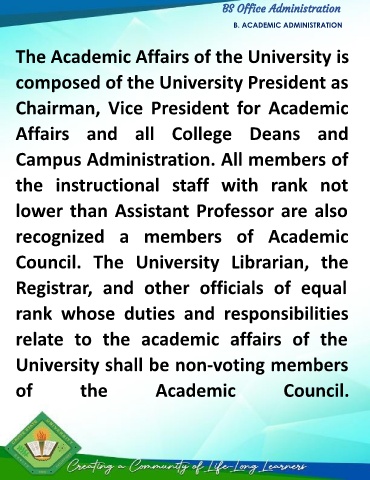 BS Office Administration
B. ACADEMIC ADMINISTRATION
The Academic Affairs of the University is
composed of the University President as
Chairman, Vice President for Academic
Affairs and all College Deans and
Campus Administration. All members of
the instructional staff with rank not
lower than Assistant Professor are also
recognized a members of Academic
Council. The University Librarian, the
Registrar, and other officials of equal
rank whose duties and responsibilities
relate to the academic affairs of the
University shall be non-voting members
of the Academic Council.
Creating a Community of Life-Long Learners